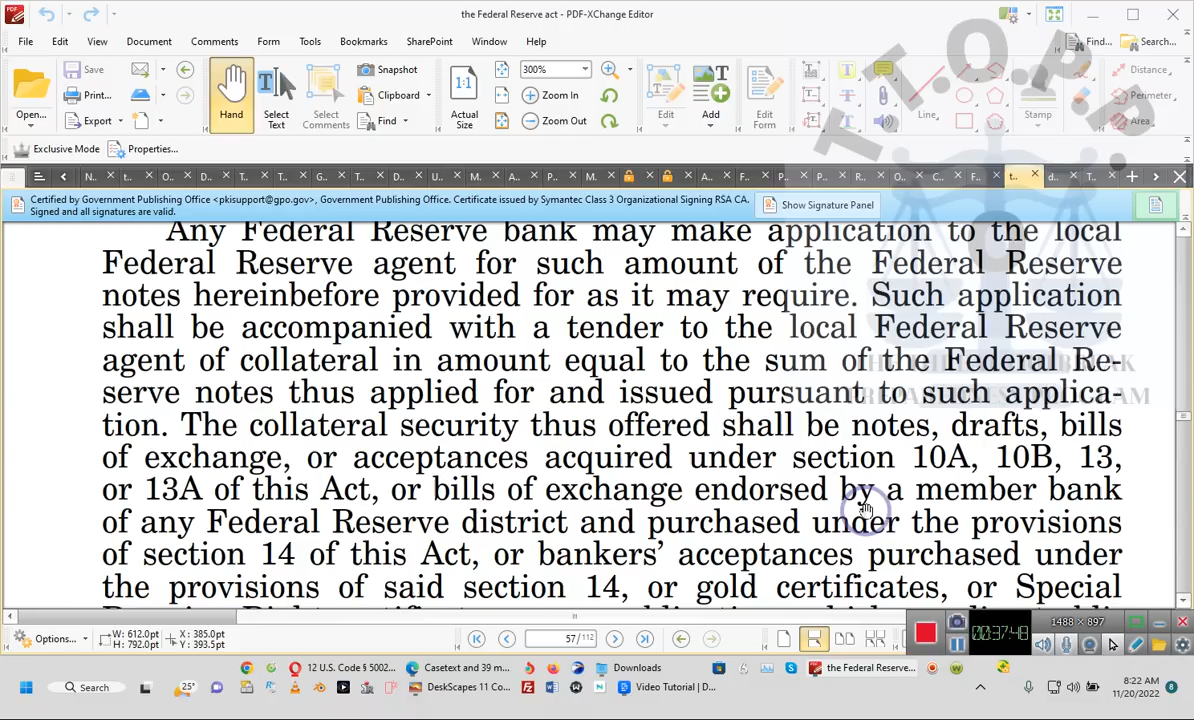 the Federal Reserve act - PDF-XChange Editor
File Edit View Document Comments Form Tools Bookmarks SharePoint Window Help Find... Search...
Open... Save Print... Export Hand Select Text Select Comments Snapshot Clipboard Find Actual Size 300% Zoom In Zoom Out Edit Add Edit Form Line Stamp Distance Perimeter Area
Exclusive Mode Properties...
Certified by Government Publishing Office <pkisupport@gpo.gov>, Government Publishing Office. Certificate issued by Symantec Class 3 Organizational Signing RSA CA.
Signed and all signatures are valid.
Show Signature Panel
Any Federal Reserve bank may make application to the local
Federal Reserve agent for such amount of the Federal Reserve
notes hereinbefore provided for as it may require. Such application
shall be accompanied with a tender to the local Federal Reserve
agent of collateral in amount equal to the sum of the Federal Re-
serve notes thus applied for and issued pursuant to such applica-
tion. The collateral security thus offered shall be notes, drafts, bills
of exchange, or acceptances acquired under section 10A, 10B, 13,
or 13A of this Act, or bills of exchange endorsed by a member bank
of any Federal Reserve district and purchased under the provisions
of section 14 of this Act, or bankers' acceptances purchased under
the provisions of said section 14, or gold certificates, or Special
Options... W: 612.0pt H: 792.0pt X: 385.0pt Y: 393.5pt 57 / 112
1488 × 897
00:37:48
12 U.S. Code § 5002... Casetext and 39 m... Downloads the Federal Reserve...
Search 25° DeskScapes 11 Co... Video Tutorial | D...
8:22 AM
11/20/2022